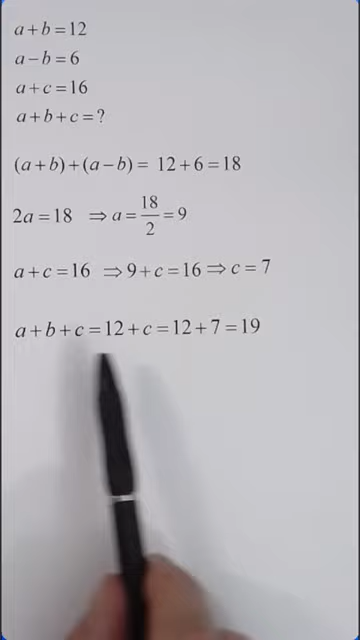 a + b = 12
a − b = 6
a + c = 16
a + b + c = ?
(a + b) + (a − b) = 12 + 6 = 18
2a = 18 ⇒ a = 18/2 = 9
a + c = 16 ⇒ 9 + c = 16 ⇒ c = 7
a + b + c = 12 + c = 12 + 7 = 19